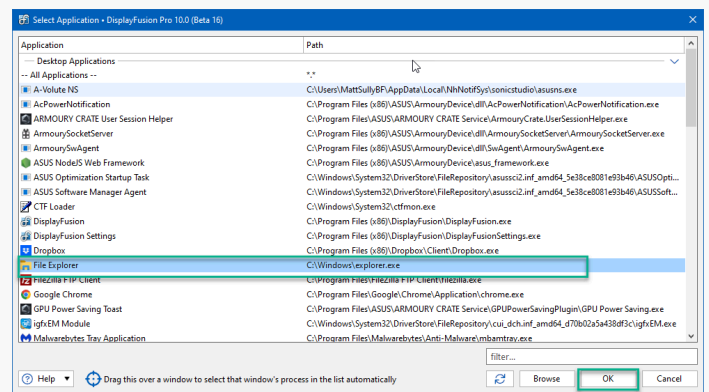 Select Application • DisplayFusion Pro 10.0 (Beta 16)
Application Path
Desktop Applications
-- All Applications -- *.*
A-Volute NS C:\Users\MattSullyBF\AppData\Local\NhNotifSys\sonicstudio\asusns.exe
AcPowerNotification C:\Program Files (x86)\ASUS\ArmouryDevice\dll\AcPowerNotification\AcPowerNotification.exe
ARMOURY CRATE User Session Helper C:\Program Files\ASUS\ARMOURY CRATE Service\ArmouryCrate.UserSessionHelper.exe
ArmourySocketServer C:\Program Files (x86)\ASUS\ArmouryDevice\dll\ArmourySocketServer\ArmourySocketServer.exe
ArmourySwAgent C:\Program Files (x86)\ASUS\ArmouryDevice\dll\SwAgent\ArmourySwAgent.exe
ASUS NodeJS Web Framework C:\Program Files (x86)\ASUS\ArmouryDevice\asus_framework.exe
ASUS Optimization Startup Task C:\Windows\System32\DriverStore\FileRepository\asussci2.inf_amd64_5e38ce8081e93b46\ASUSOpti...
ASUS Software Manager Agent C:\Windows\System32\DriverStore\FileRepository\asussci2.inf_amd64_5e38ce8081e93b46\ASUSSoft...
CTF Loader C:\Windows\System32\ctfmon.exe
DisplayFusion C:\Program Files (x86)\DisplayFusion\DisplayFusion.exe
DisplayFusion Settings C:\Program Files (x86)\DisplayFusion\DisplayFusionSettings.exe
Dropbox C:\Program Files (x86)\Dropbox\Client\Dropbox.exe
File Explorer C:\Windows\explorer.exe
FileZilla FTP Client C:\Program Files\FileZilla FTP Client\filezilla.exe
Google Chrome C:\Program Files\Google\Chrome\Application\chrome.exe
GPU Power Saving Toast C:\Program Files\ASUS\ARMOURY CRATE Service\GPUPowerSavingPlugin\GPU Power Saving.exe
igfxEM Module C:\Windows\System32\DriverStore\FileRepository\cui_dch.inf_amd64_d70b02a5a438df3c\igfxEM.exe
Malwarebytes Tray Application C:\Program Files\Malwarebytes\Anti-Malware\mbamtray.exe
filter...
Help Drag this over a window to select that window's process in the list automatically Browse OK Cancel